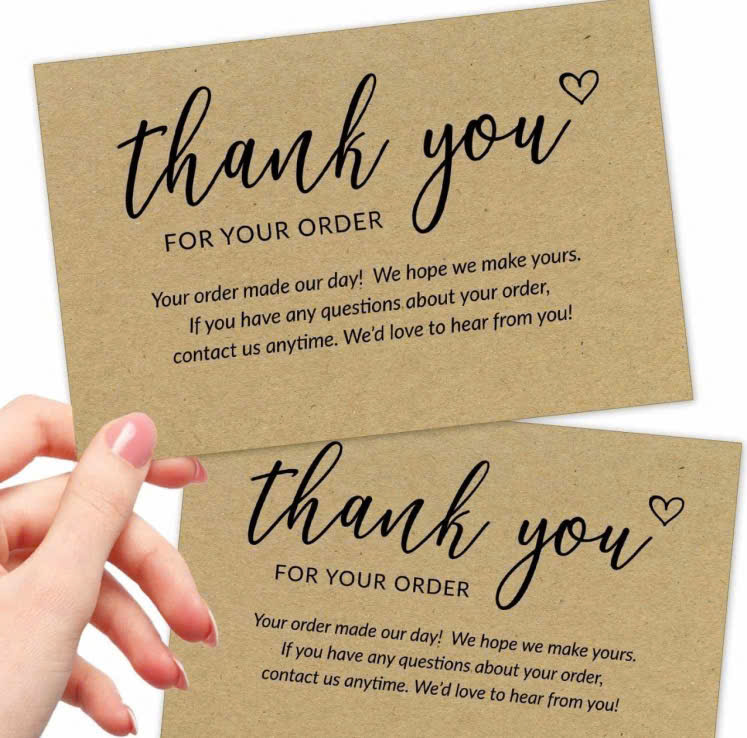 thank you
FOR YOUR ORDER
Your order made our day! We hope we make yours.
If you have any questions about your order,
contact us anytime. We'd love to hear from you!
thank you
FOR YOUR ORDER
Your order made our day! We hope we make yours.
If you have any questions about your order,
contact us anytime. We'd love to hear from you!